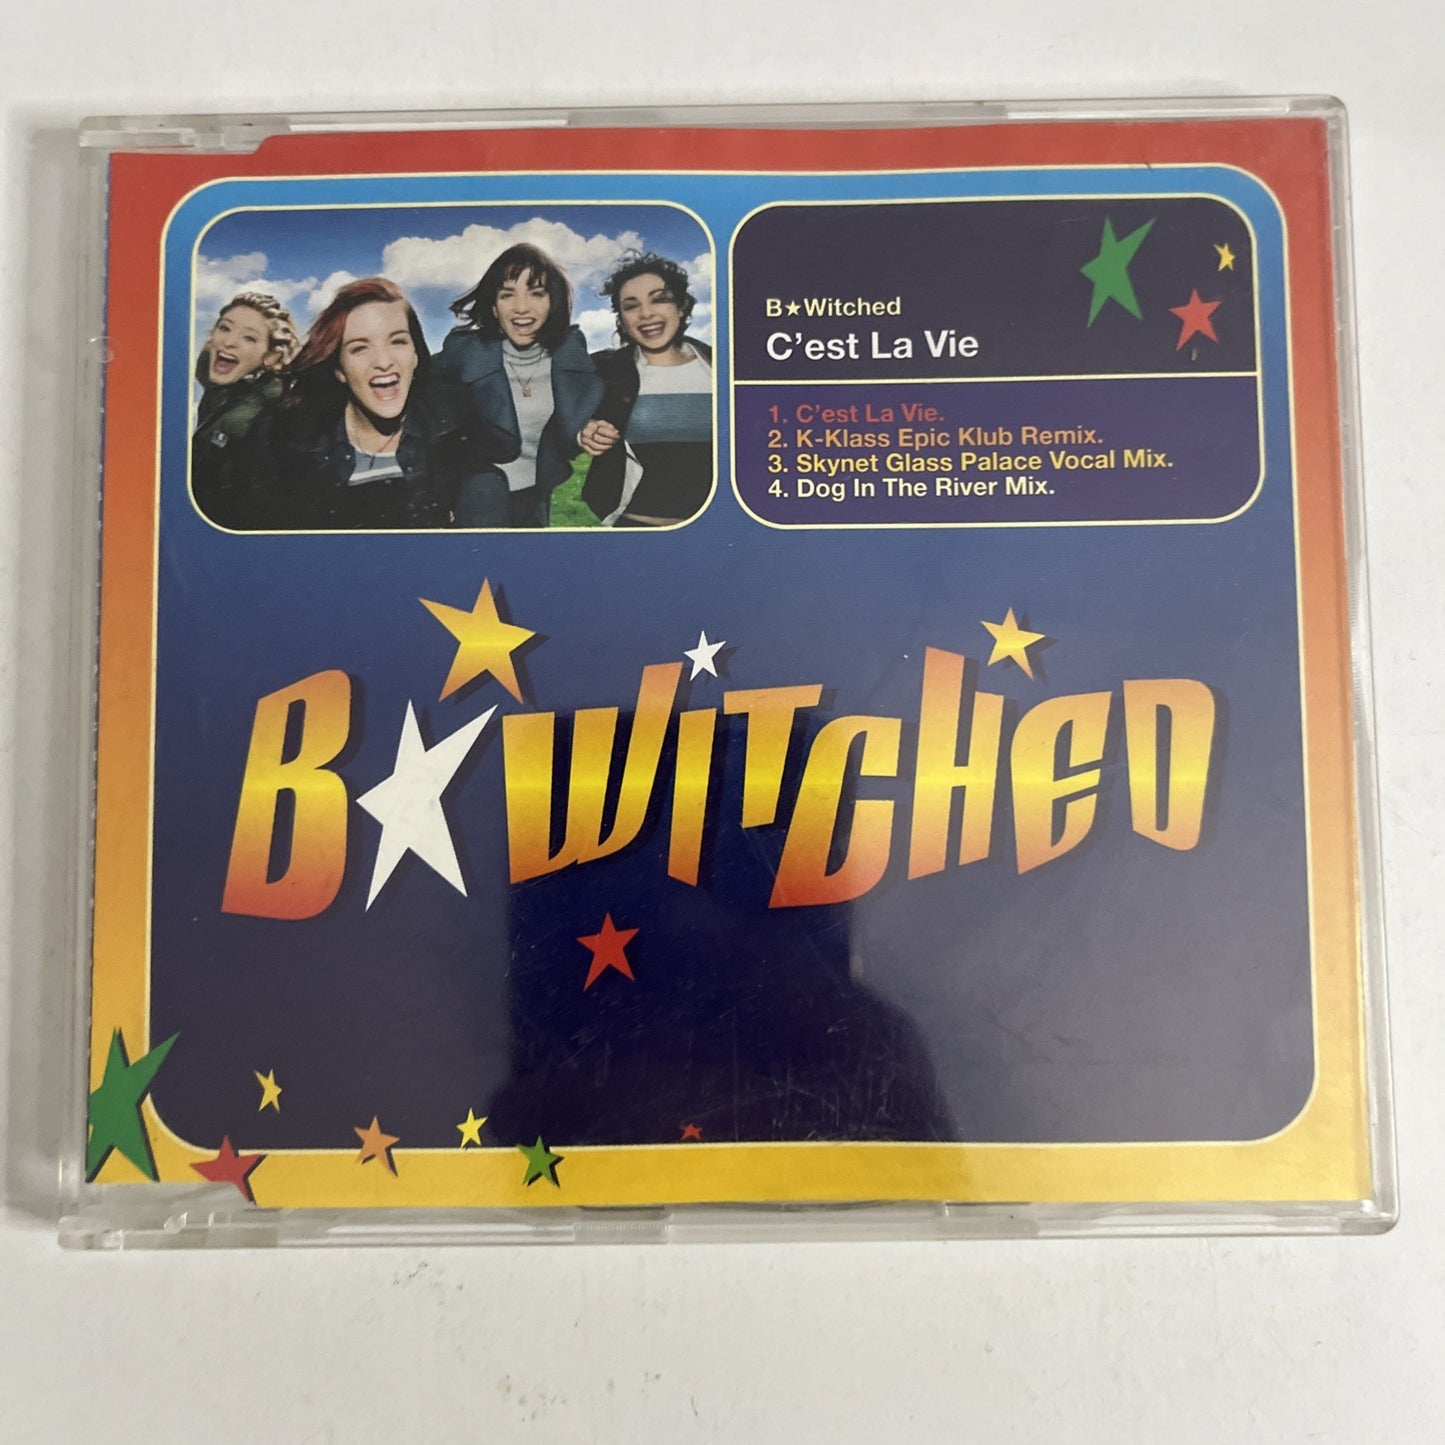 B★Witched
C'est La Vie
1. C'est La Vie.
2. K-Klass Epic Klub Remix.
3. Skynet Glass Palace Vocal Mix.
4. Dog In The River Mix.
B★WiTCHED